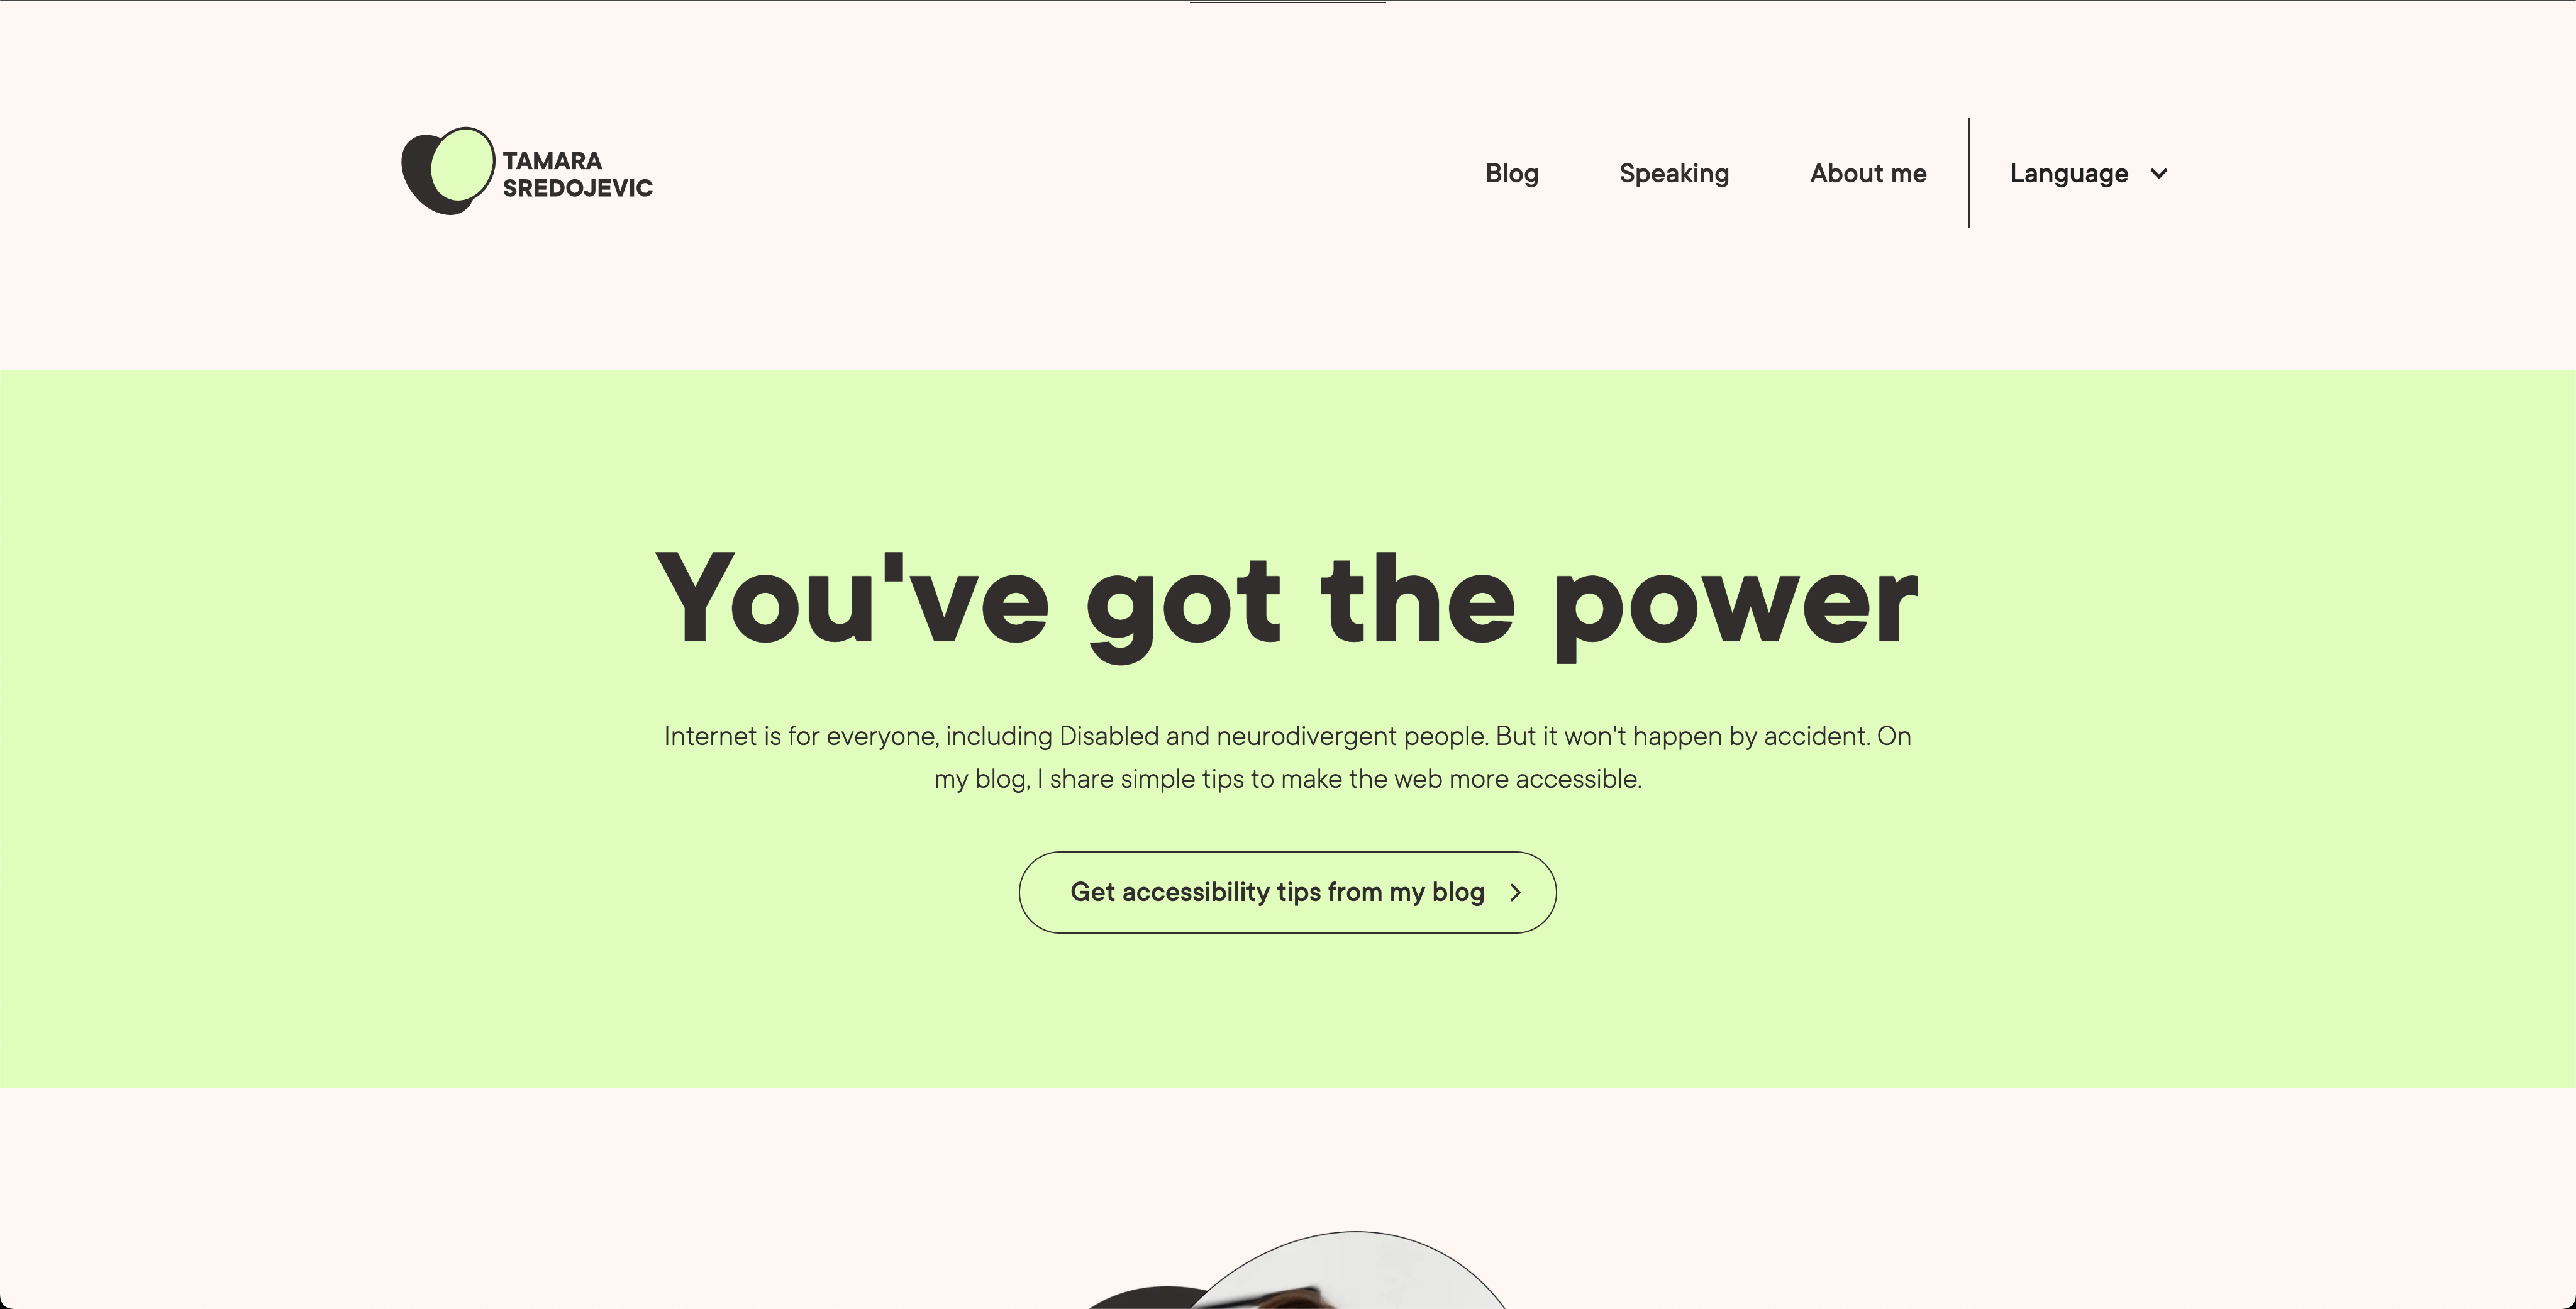 TAMARA
SREDOJEVIC
Blog
Speaking
About me
Language
You've got the power
Internet is for everyone, including Disabled and neurodivergent people. But it won't happen by accident. On
my blog, I share simple tips to make the web more accessible.
Get accessibility tips from my blog